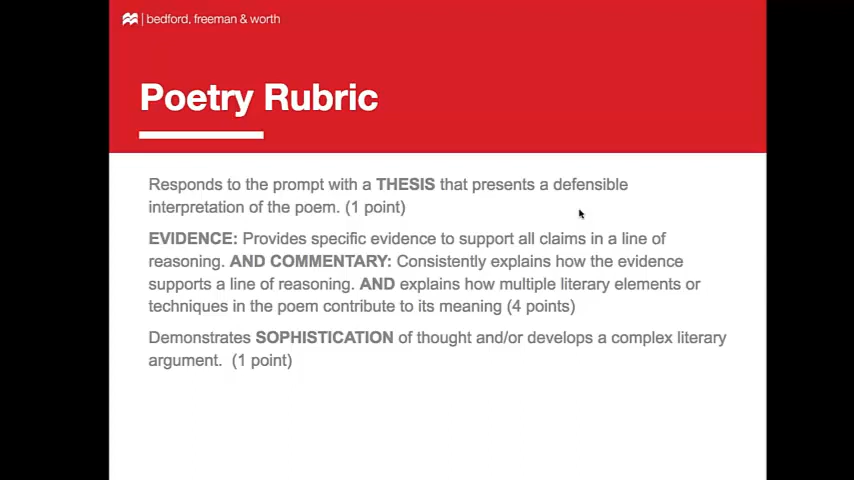 bedford, freeman & worth
Poetry Rubric
Responds to the prompt with a THESIS that presents a defensible
interpretation of the poem. (1 point)
EVIDENCE: Provides specific evidence to support all claims in a line of
reasoning. AND COMMENTARY: Consistently explains how the evidence
supports a line of reasoning. AND explains how multiple literary elements or
techniques in the poem contribute to its meaning (4 points)
Demonstrates SOPHISTICATION of thought and/or develops a complex literary
argument.  (1 point)